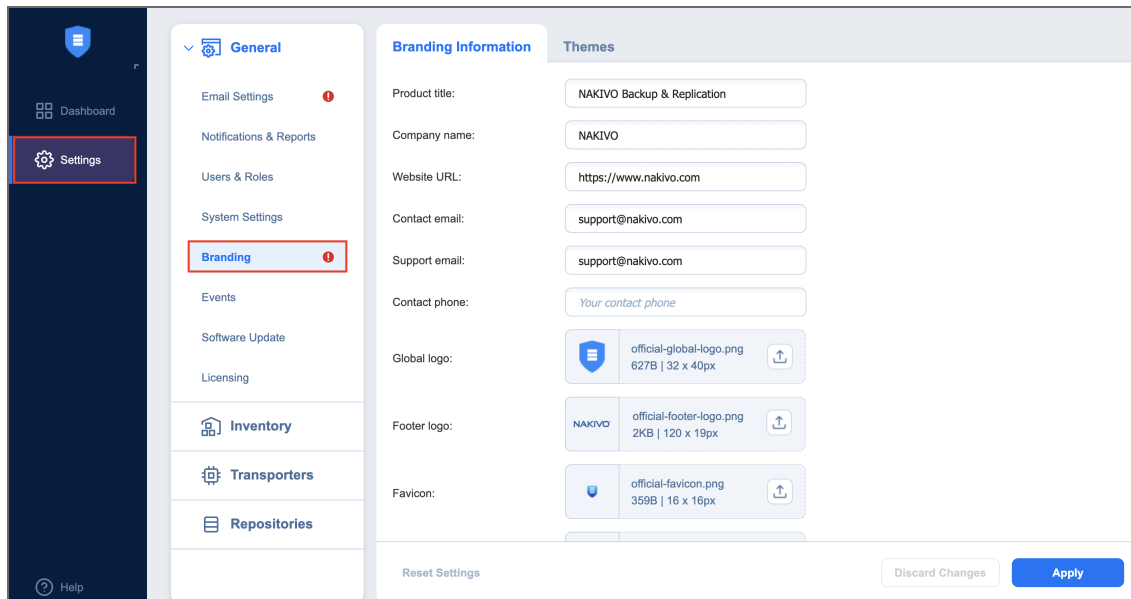 Dashboard
Settings
Help
General
Email Settings
Notifications & Reports
Users & Roles
System Settings
Branding
Events
Software Update
Licensing
Inventory
Transporters
Repositories
Branding Information
Themes
Product title:
NAKIVO Backup & Replication
Company name:
NAKIVO
Website URL:
https://www.nakivo.com
Contact email:
support@nakivo.com
Support email:
support@nakivo.com
Contact phone:
Your contact phone
Global logo:
official-global-logo.png
627B | 32 x 40px
Footer logo:
NAKIVO
official-footer-logo.png
2KB | 120 x 19px
Favicon:
official-favicon.png
359B | 16 x 16px
Reset Settings
Discard Changes
Apply